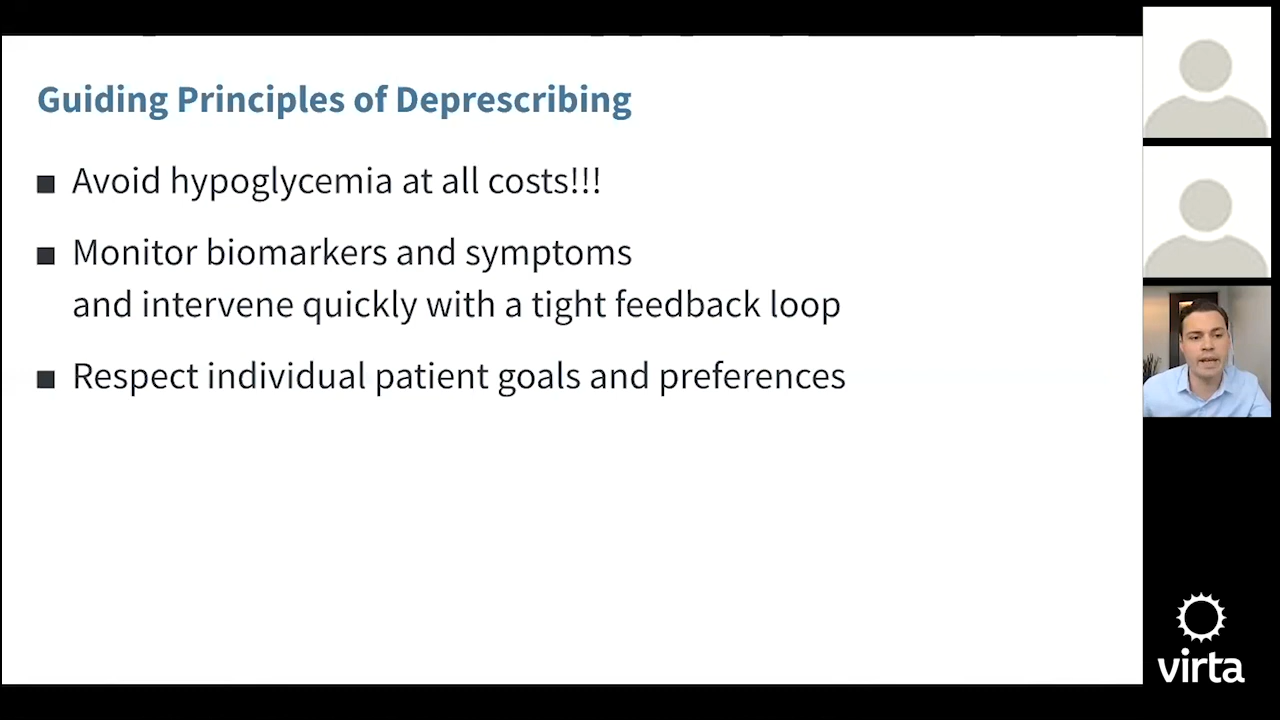 Guiding Principles of Deprescribing
■ Avoid hypoglycemia at all costs!!!
■ Monitor biomarkers and symptoms
and intervene quickly with a tight feedback loop
■ Respect individual patient goals and preferences
virta